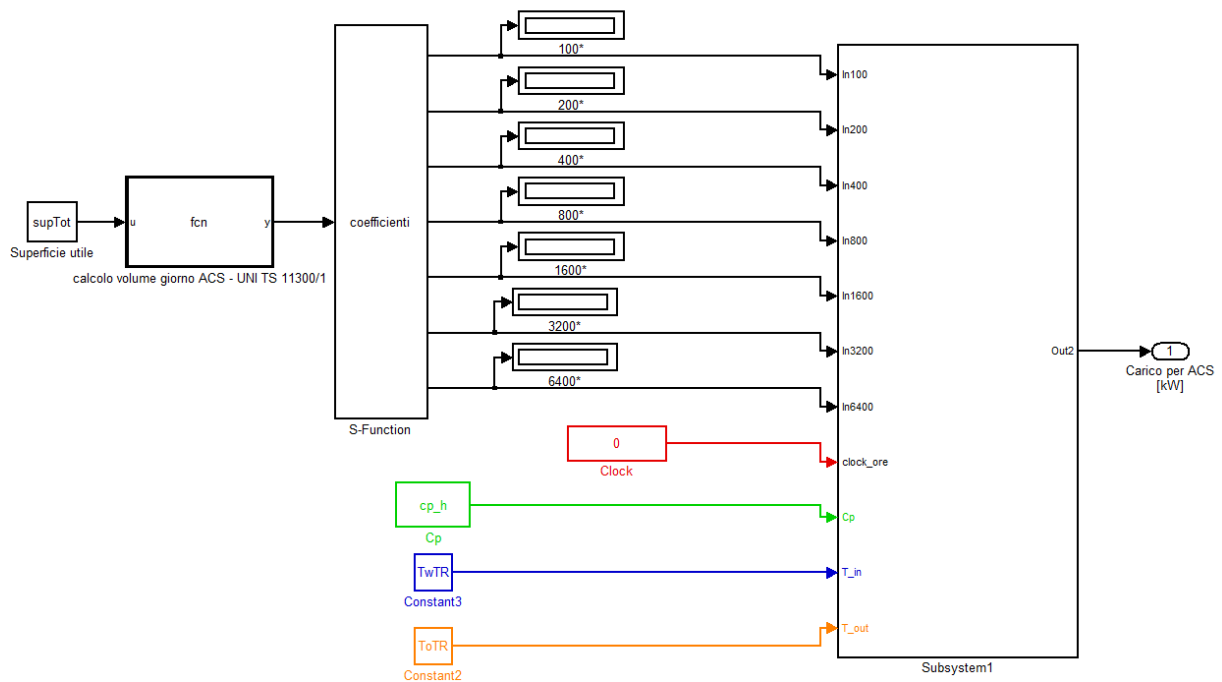 supTot
Superficie utile
u
fcn
y
calcolo volume giorno ACS - UNI TS 11300/1
coefficienti
S-Function
100*
200*
400*
800*
1600*
3200*
6400*
0
Clock
cp_h
Cp
TwTR
Constant3
ToTR
Constant2
In100
In200
In400
In800
In1600
In3200
In6400
clock_ore
Cp
T_in
T_out
Out2
Subsystem1
1
Carico per ACS
[kW]